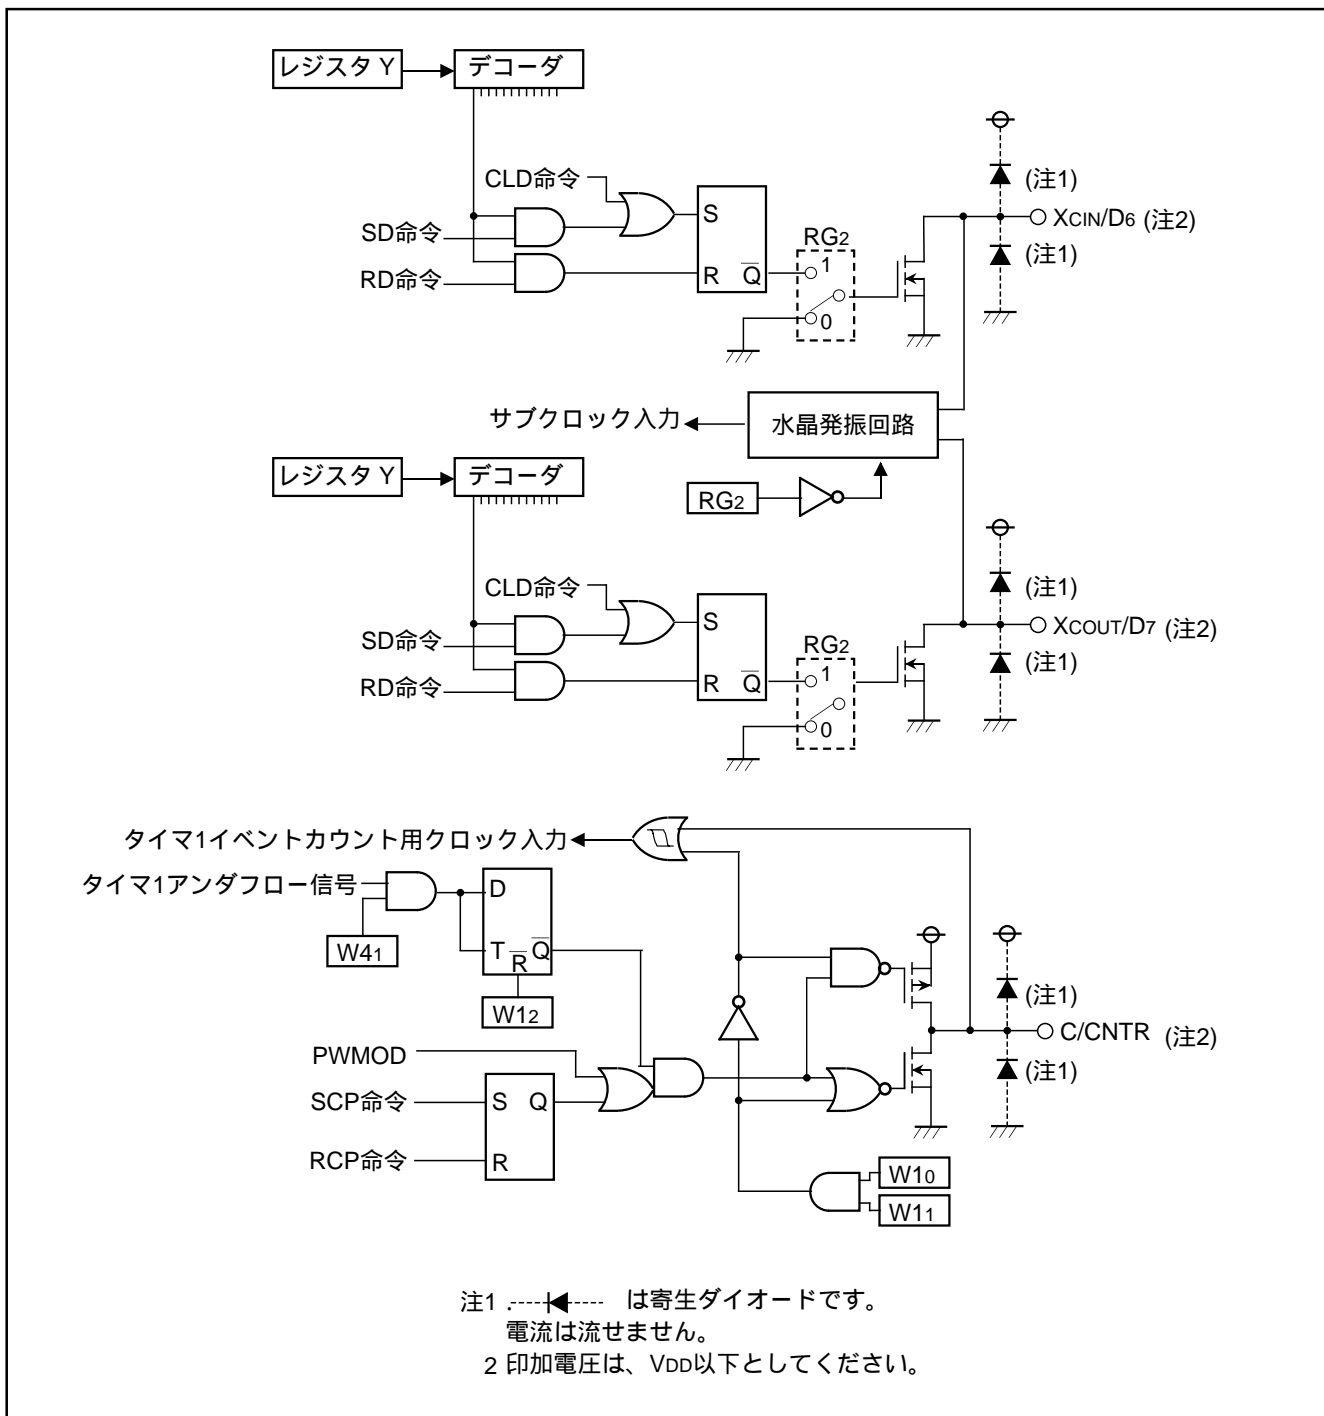 レジスタ Y
デコーダ
CLD命令
SD命令
RD命令
S
R Q
RG2
1
0
(注1)
XCIN/D6 (注2)
(注1)
サブクロック入力
水晶発振回路
RG2
レジスタ Y
デコーダ
CLD命令
SD命令
RD命令
S
R Q
RG2
1
0
(注1)
XCOUT/D7 (注2)
(注1)
タイマ1イベントカウント用クロック入力
タイマ1アンダフロー信号
W41
D
T R Q
W12
PWMOD
SCP命令
RCP命令
S Q
R
(注1)
C/CNTR (注2)
(注1)
W10
W11
注1 . は寄生ダイオードです。
電流は流せません。
2 印加電圧は、VDD以下としてください。